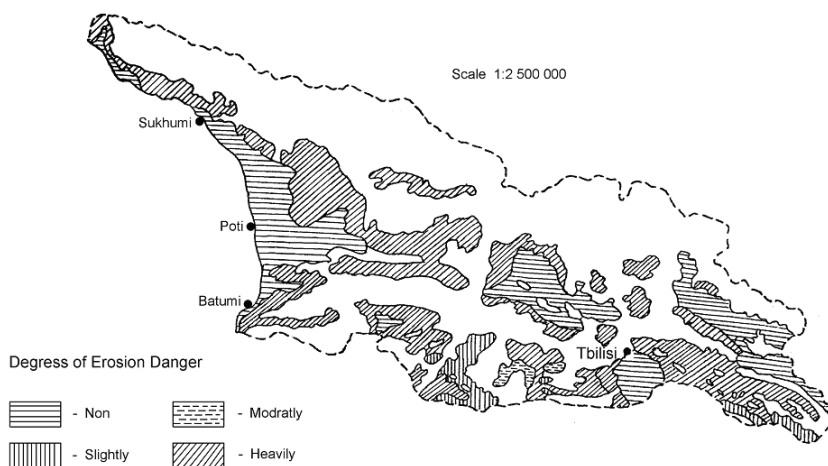 Scale 1:2 500 000
Sukhumi
Poti
Batumi
Tbilisi
Degress of Erosion Danger
- Non
- Modratly
- Slightly
- Heavily